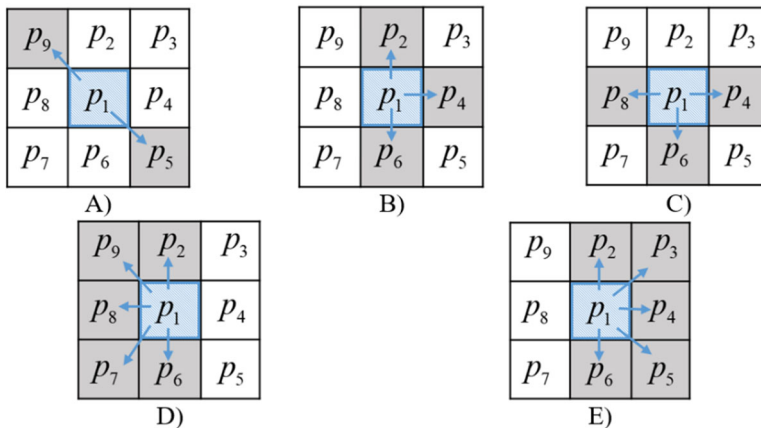 p₉ p₂ p₃ p₉ p₂ p₃ p₉ p₂ p₃
p₈ p₁ p₄ p₈ p₁ p₄ p₈ p₁ p₄
p₇ p₆ p₅ p₇ p₆ p₅ p₇ p₆ p₅
A) B) C)
p₉ p₂ p₃ p₉ p₂ p₃
p₈ p₁ p₄ p₈ p₁ p₄
p₇ p₆ p₅ p₇ p₆ p₅
D) E)